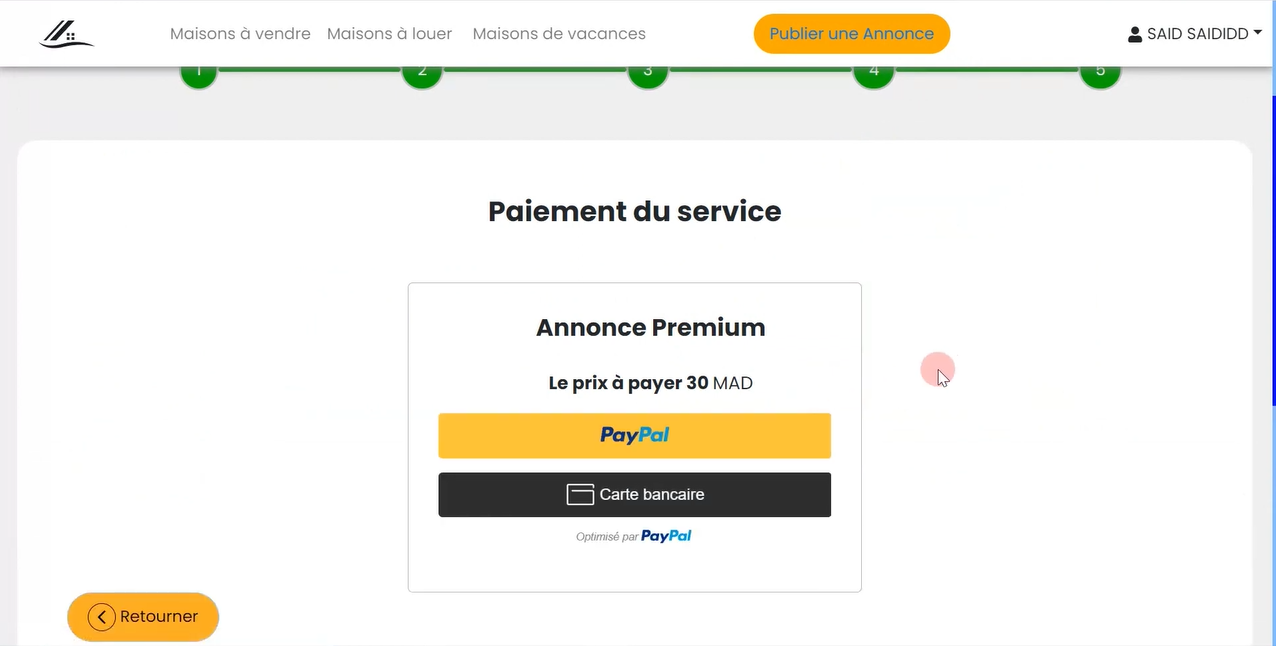 Maisons à vendre Maisons à louer Maisons de vacances Publier une Annonce SAID SAIDIDD
1 2 3 4 5
Paiement du service
Annonce Premium
Le prix à payer 30 MAD
PayPal
Carte bancaire
Optimisé par PayPal
Retourner